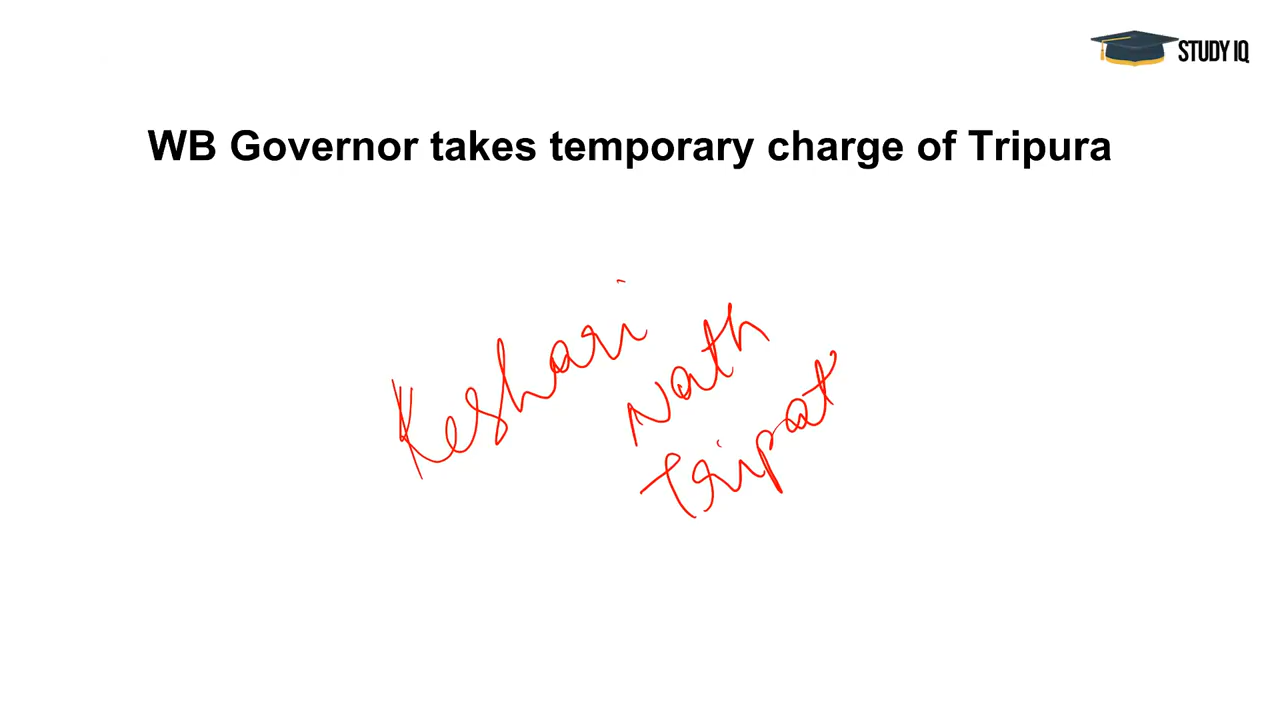 STUDY IQ
WB Governor takes temporary charge of Tripura
Keshari
Nath
Tripat